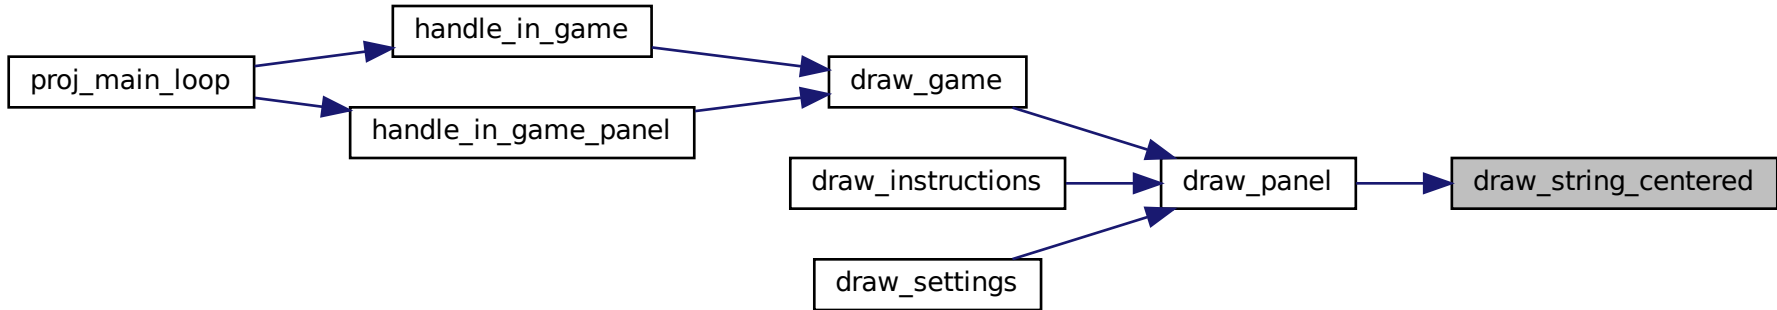 handle_in_game
proj_main_loop
draw_game
handle_in_game_panel
draw_instructions
draw_panel
draw_string_centered
draw_settings